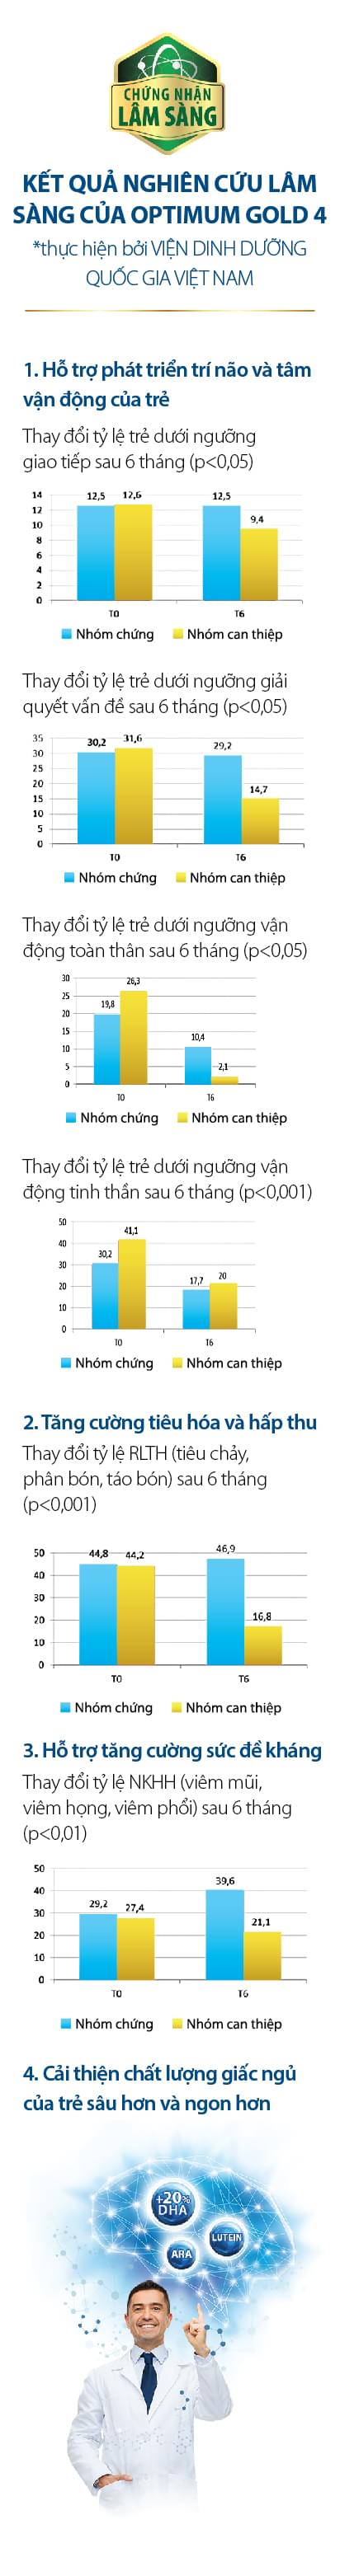 CHỨNG NHẬN
LÂM SÀNG
KẾT QUẢ NGHIÊN CỨU LÂM
SÀNG CỦA OPTIMUM GOLD 4
*thực hiện bởi VIỆN DINH DƯỠNG
QUỐC GIA VIỆT NAM
1. Hỗ trợ phát triển trí não và tâm
vận động của trẻ
Thay đổi tỷ lệ trẻ dưới ngưỡng
giao tiếp sau 6 tháng (p<0,05)
14
12
10
8
6
4
2
0
12,5 12,6 12,5 9,4
T0 T6
Nhóm chứng Nhóm can thiệp
Thay đổi tỷ lệ trẻ dưới ngưỡng giải
quyết vấn đề sau 6 tháng (p<0,05)
35
30
25
20
15
10
5
0
30,2 31,6 29,2 14,7
T0 T6
Nhóm chứng Nhóm can thiệp
Thay đổi tỷ lệ trẻ dưới ngưỡng vận
động toàn thân sau 6 tháng (p<0,05)
30
25
20
15
10
5
0
19,8 26,3 10,4 2,1
T0 T6
Nhóm chứng Nhóm can thiệp
Thay đổi tỷ lệ trẻ dưới ngưỡng vận
động tinh thần sau 6 tháng (p<0,001)
50
40
30
20
10
0
30,2 41,1 17,7 20
T0 T6
Nhóm chứng Nhóm can thiệp
2. Tăng cường tiêu hóa và hấp thu
Thay đổi tỷ lệ RLTH (tiêu chảy,
phân bón, táo bón) sau 6 tháng
(p<0,001)
50
40
30
20
10
0
44,8 44,2 46,9 16,8
T0 T6
Nhóm chứng Nhóm can thiệp
3. Hỗ trợ tăng cường sức đề kháng
Thay đổi tỷ lệ NKHH (viêm mũi,
viêm họng, viêm phổi) sau 6 tháng
(p<0,01)
50
40
30
20
10
0
29,2 27,4 39,6 21,1
T0 T6
Nhóm chứng Nhóm can thiệp
4. Cải thiện chất lượng giấc ngủ
của trẻ sâu hơn và ngon hơn
+20%
DHA
LUTEIN
ARA